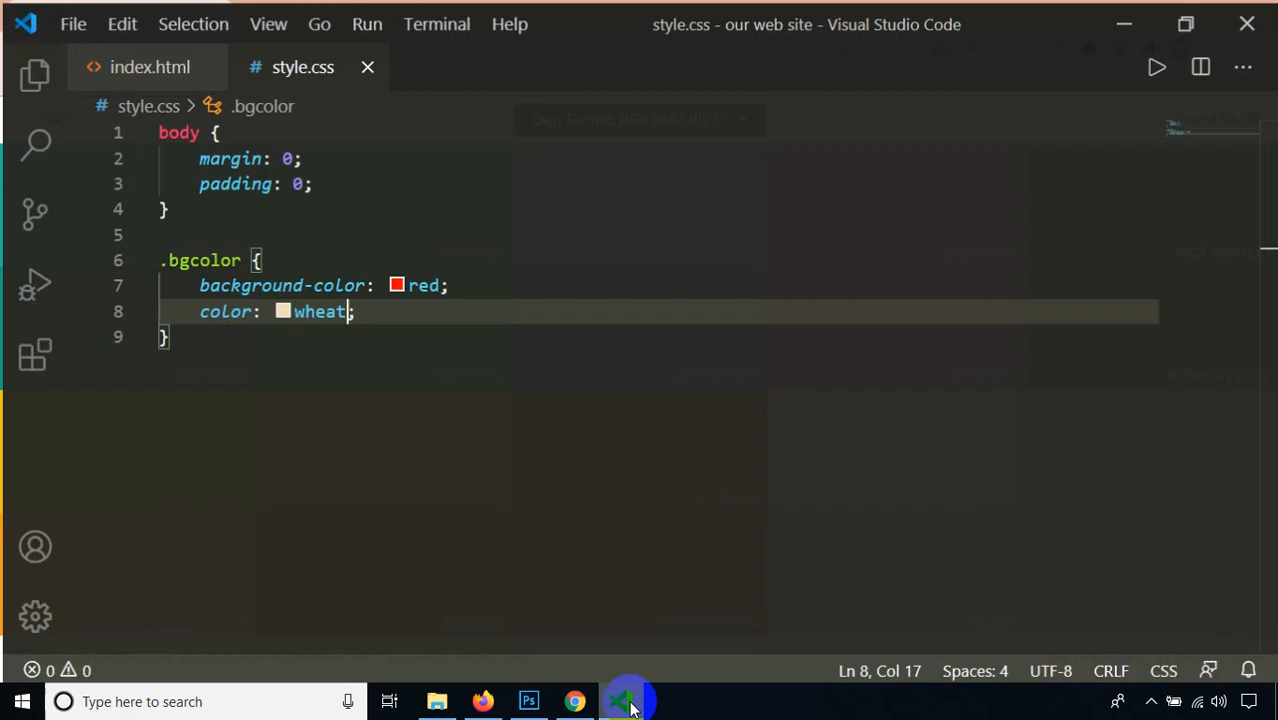 File Edit Selection View Go Run Terminal Help style.css - our web site - Visual Studio Code
<> index.html # style.css
# style.css > .bgcolor
1 body {
2 margin: 0;
3 padding: 0;
4 }
5
6 .bgcolor {
7 background-color: red;
8 color: wheat;
9 }
0 0 Ln 8, Col 17 Spaces: 4 UTF-8 CRLF CSS
Type here to search Ps